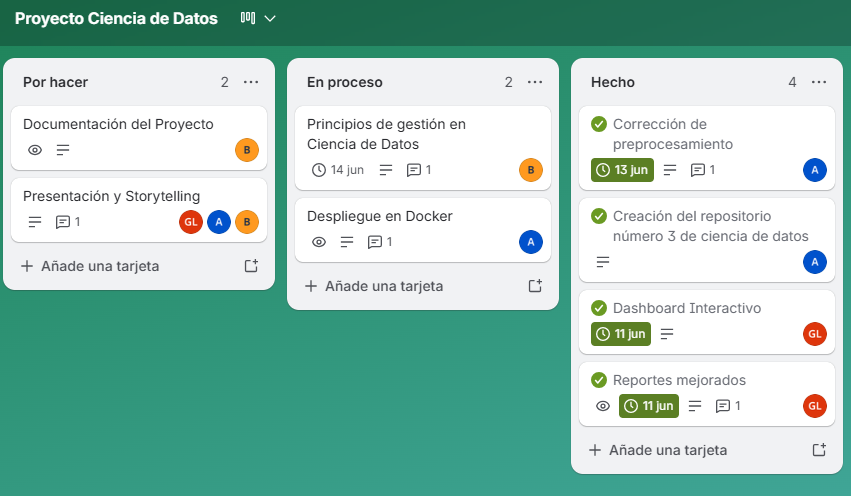 Proyecto Ciencia de Datos
Por hacer 2
Documentación del Proyecto
B
Presentación y Storytelling
1 GL A B
Añade una tarjeta
En proceso 2
Principios de gestión en
Ciencia de Datos
14 jun 1 B
Despliegue en Docker
1 A
Añade una tarjeta
Hecho 4
Corrección de
preprocesamiento
13 jun 1 A
Creación del repositorio
número 3 de ciencia de datos
A
Dashboard Interactivo
11 jun GL
Reportes mejorados
11 jun 1 GL
Añade una tarjeta